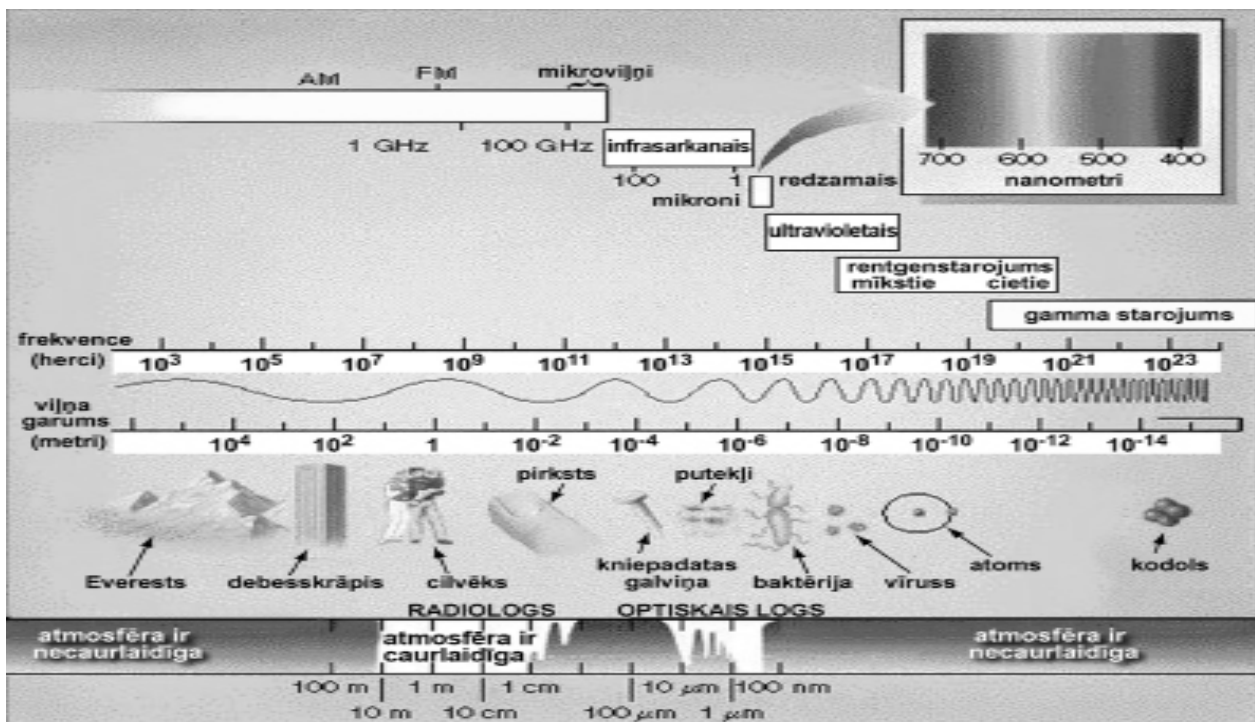 AM FM mikroviļņi
1 GHz 100 GHz
infrasarkanais
100 1
mikroni
redzamais
700 600 500 400
nanometri
ultravioletais
rentgenstarojums
mīkstie cietie
gamma starojums
frekvence
(herci)
10³ 10⁵ 10⁷ 10⁹ 10¹¹ 10¹³ 10¹⁵ 10¹⁷ 10¹⁹ 10²¹ 10²³
viļņa
garums
(metri)
10⁴ 10² 1 10⁻² 10⁻⁴ 10⁻⁶ 10⁻⁸ 10⁻¹⁰ 10⁻¹² 10⁻¹⁴
pirksts putekļi
Everests debesskrāpis cilvēks
kniepadatas
galviņa
baktērija vīruss atoms kodols
RADIOLOGS OPTISKAIS LOGS
atmosfēra ir
necaurlaidīga
atmosfēra ir
caurlaidīga
atmosfēra ir
necaurlaidīga
100 m 1 m 1 cm 10 µm 100 nm
10 m 10 cm 100 µm 1 µm